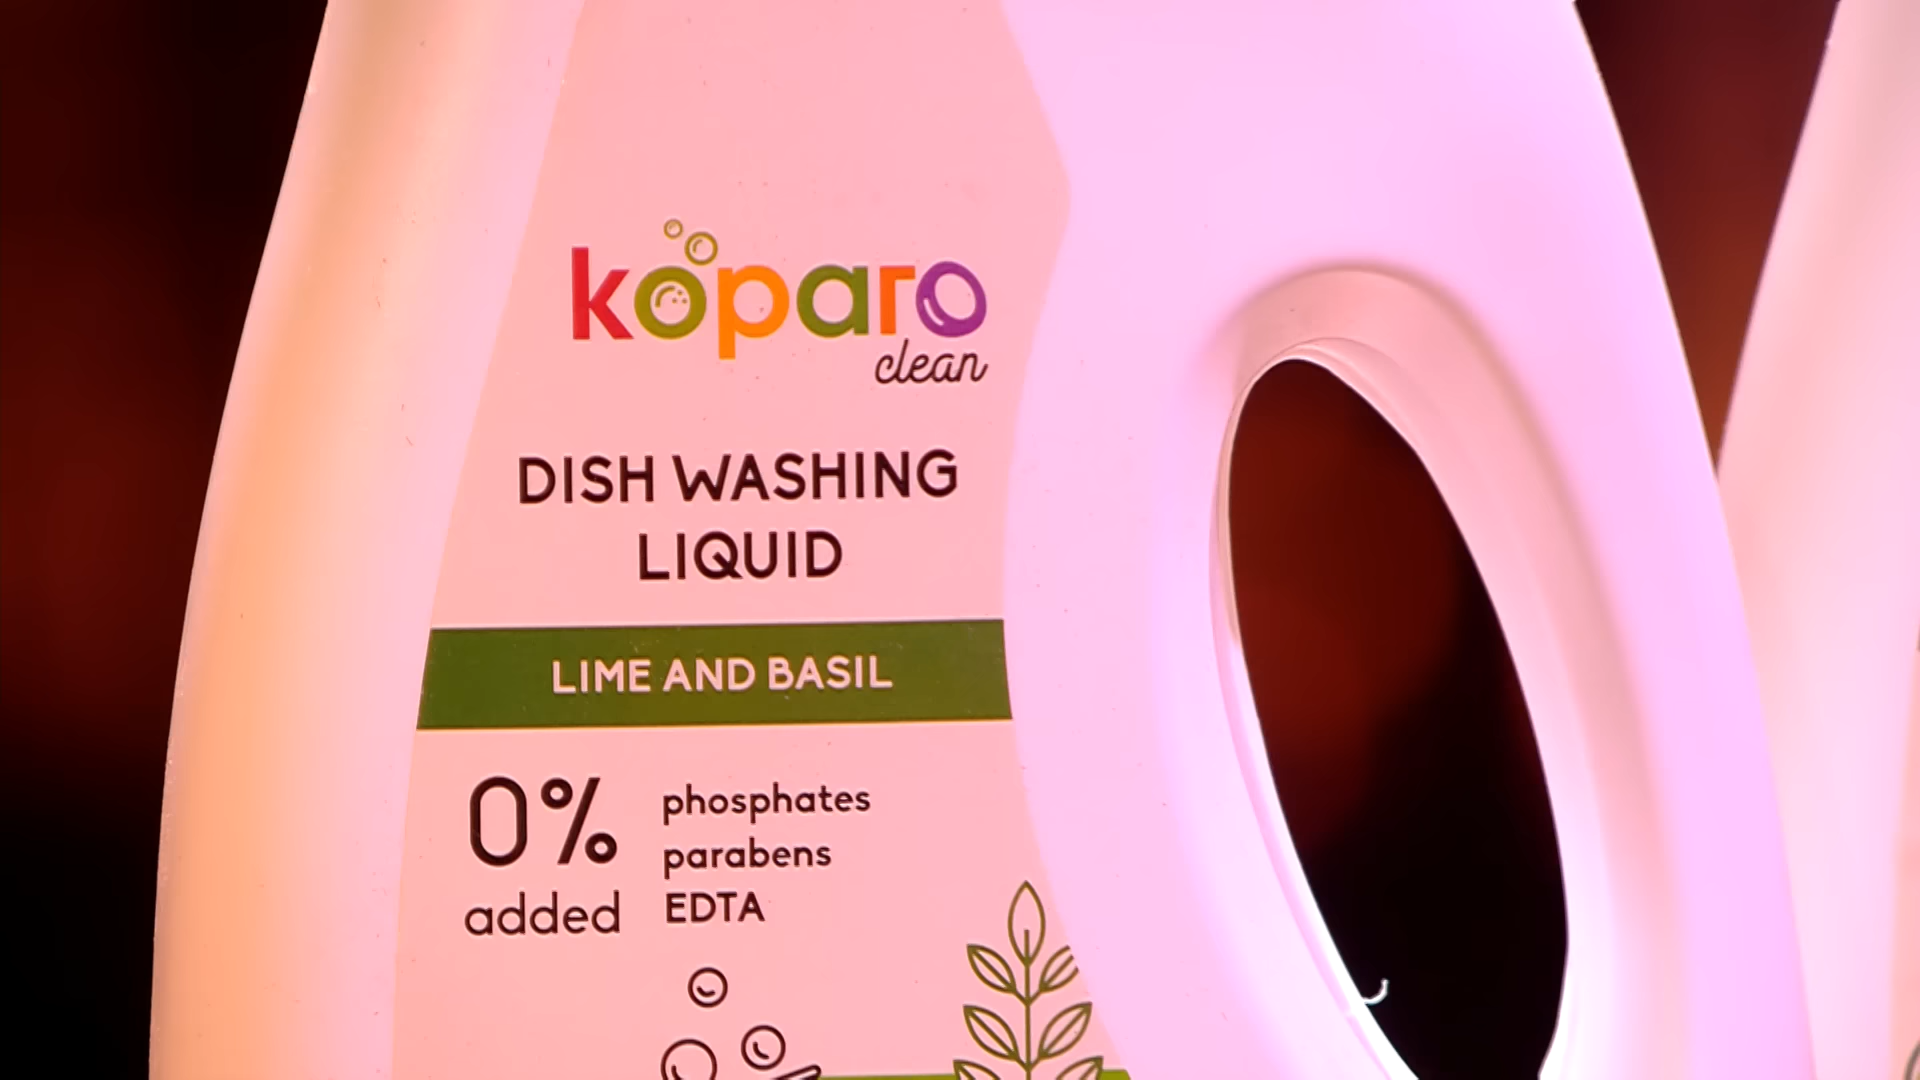 koparo
clean
DISH WASHING
LIQUID
LIME AND BASIL
0% added
phosphates
parabens
EDTA